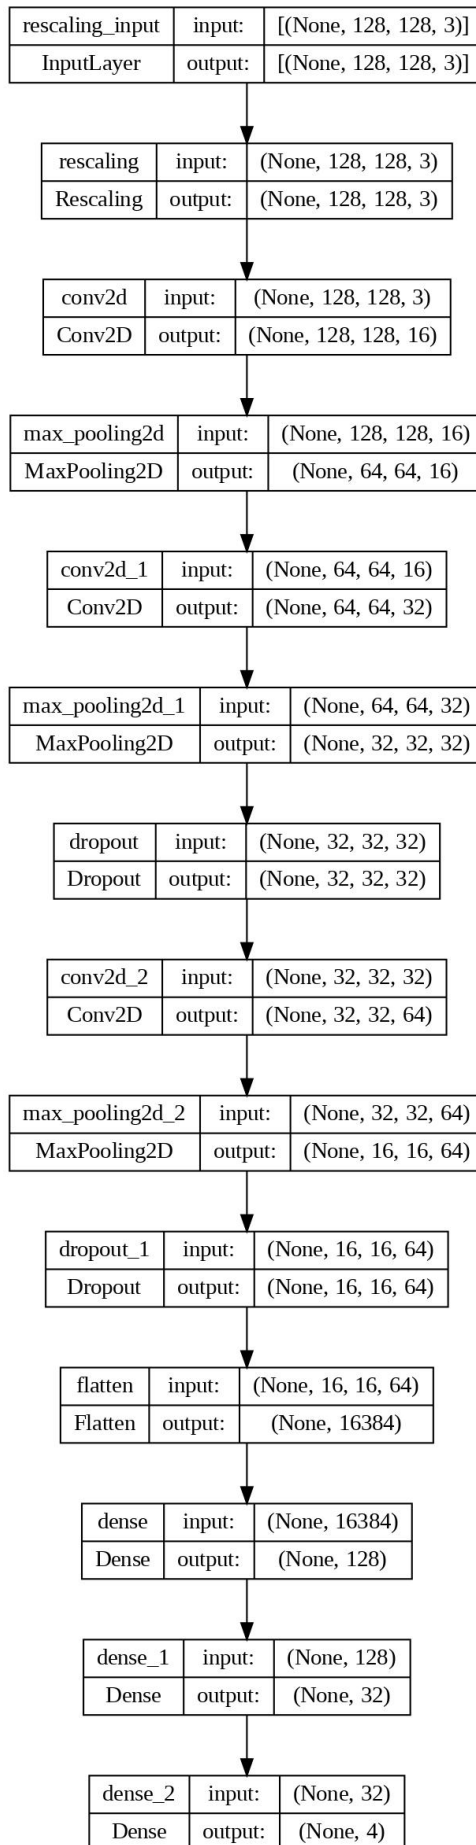 rescaling_input input: [(None, 128, 128, 3)]
InputLayer output: [(None, 128, 128, 3)]
rescaling input: (None, 128, 128, 3)
Rescaling output: (None, 128, 128, 3)
conv2d input: (None, 128, 128, 3)
Conv2D output: (None, 128, 128, 16)
max_pooling2d input: (None, 128, 128, 16)
MaxPooling2D output: (None, 64, 64, 16)
conv2d_1 input: (None, 64, 64, 16)
Conv2D output: (None, 64, 64, 32)
max_pooling2d_1 input: (None, 64, 64, 32)
MaxPooling2D output: (None, 32, 32, 32)
dropout input: (None, 32, 32, 32)
Dropout output: (None, 32, 32, 32)
conv2d_2 input: (None, 32, 32, 32)
Conv2D output: (None, 32, 32, 64)
max_pooling2d_2 input: (None, 32, 32, 64)
MaxPooling2D output: (None, 16, 16, 64)
dropout_1 input: (None, 16, 16, 64)
Dropout output: (None, 16, 16, 64)
flatten input: (None, 16, 16, 64)
Flatten output: (None, 16384)
dense input: (None, 16384)
Dense output: (None, 128)
dense_1 input: (None, 128)
Dense output: (None, 32)
dense_2 input: (None, 32)
Dense output: (None, 4)